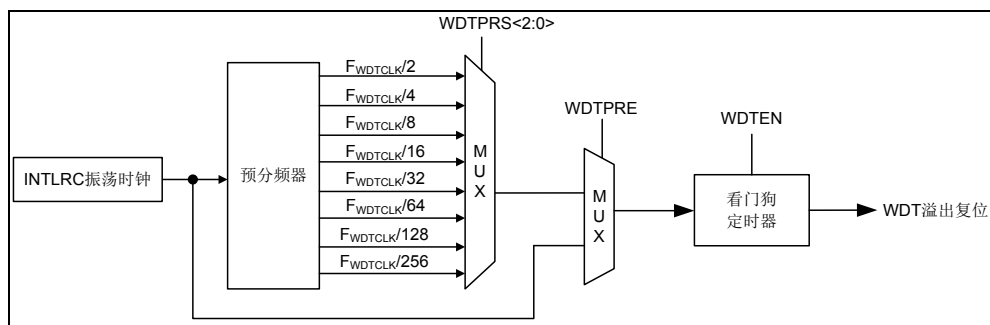 WDTPRS<2:0>
INTLRC振荡时钟
预分频器
FWDTCLK/2
FWDTCLK/4
FWDTCLK/8
FWDTCLK/16
FWDTCLK/32
FWDTCLK/64
FWDTCLK/128
FWDTCLK/256
M
U
X
WDTPRE
M
U
X
WDTEN
看门狗
定时器
WDT溢出复位